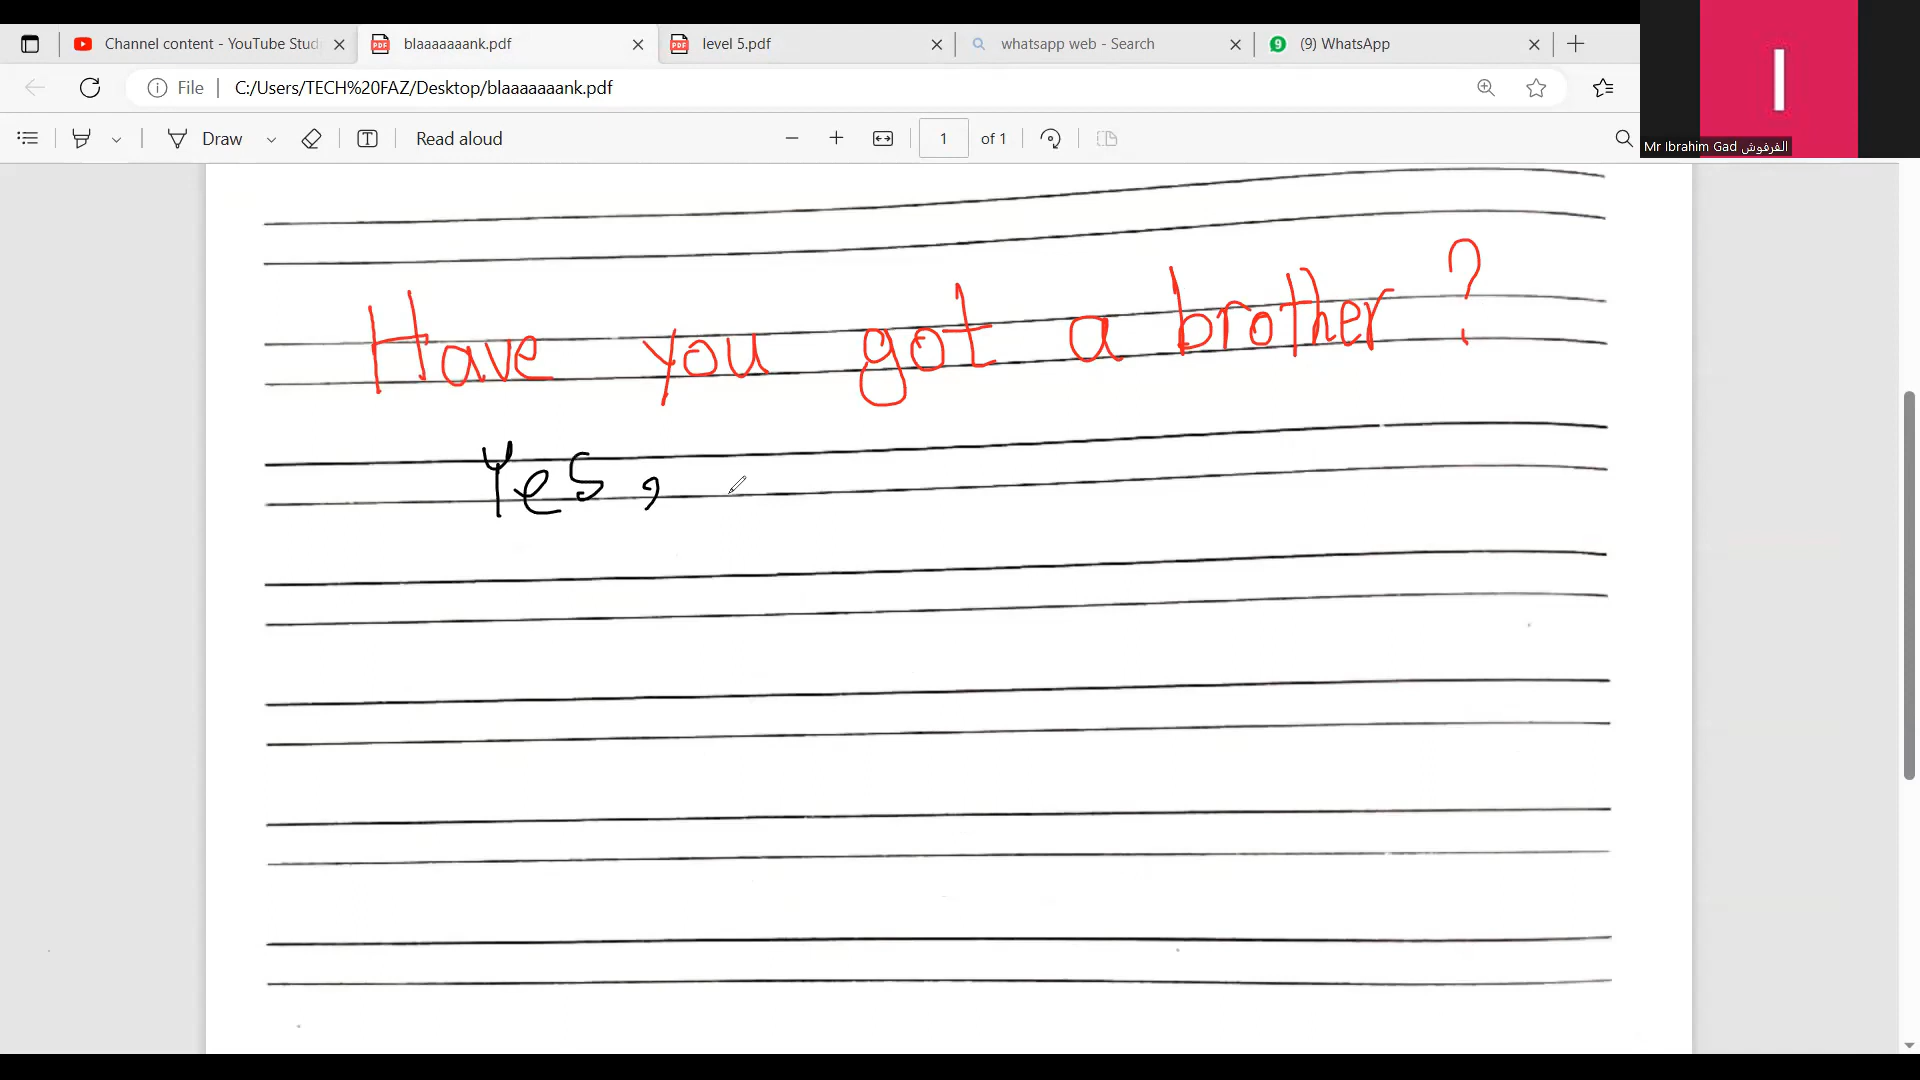 Channel content - YouTube Stud
blaaaaaaank.pdf
level 5.pdf
whatsapp web - Search
(9) WhatsApp
File
C:/Users/TECH%20FAZ/Desktop/blaaaaaaank.pdf
Draw
Read aloud
1
of 1
Mr Ibrahim Gad الفرفوش
I
Have you got a brother ?
Yes ,